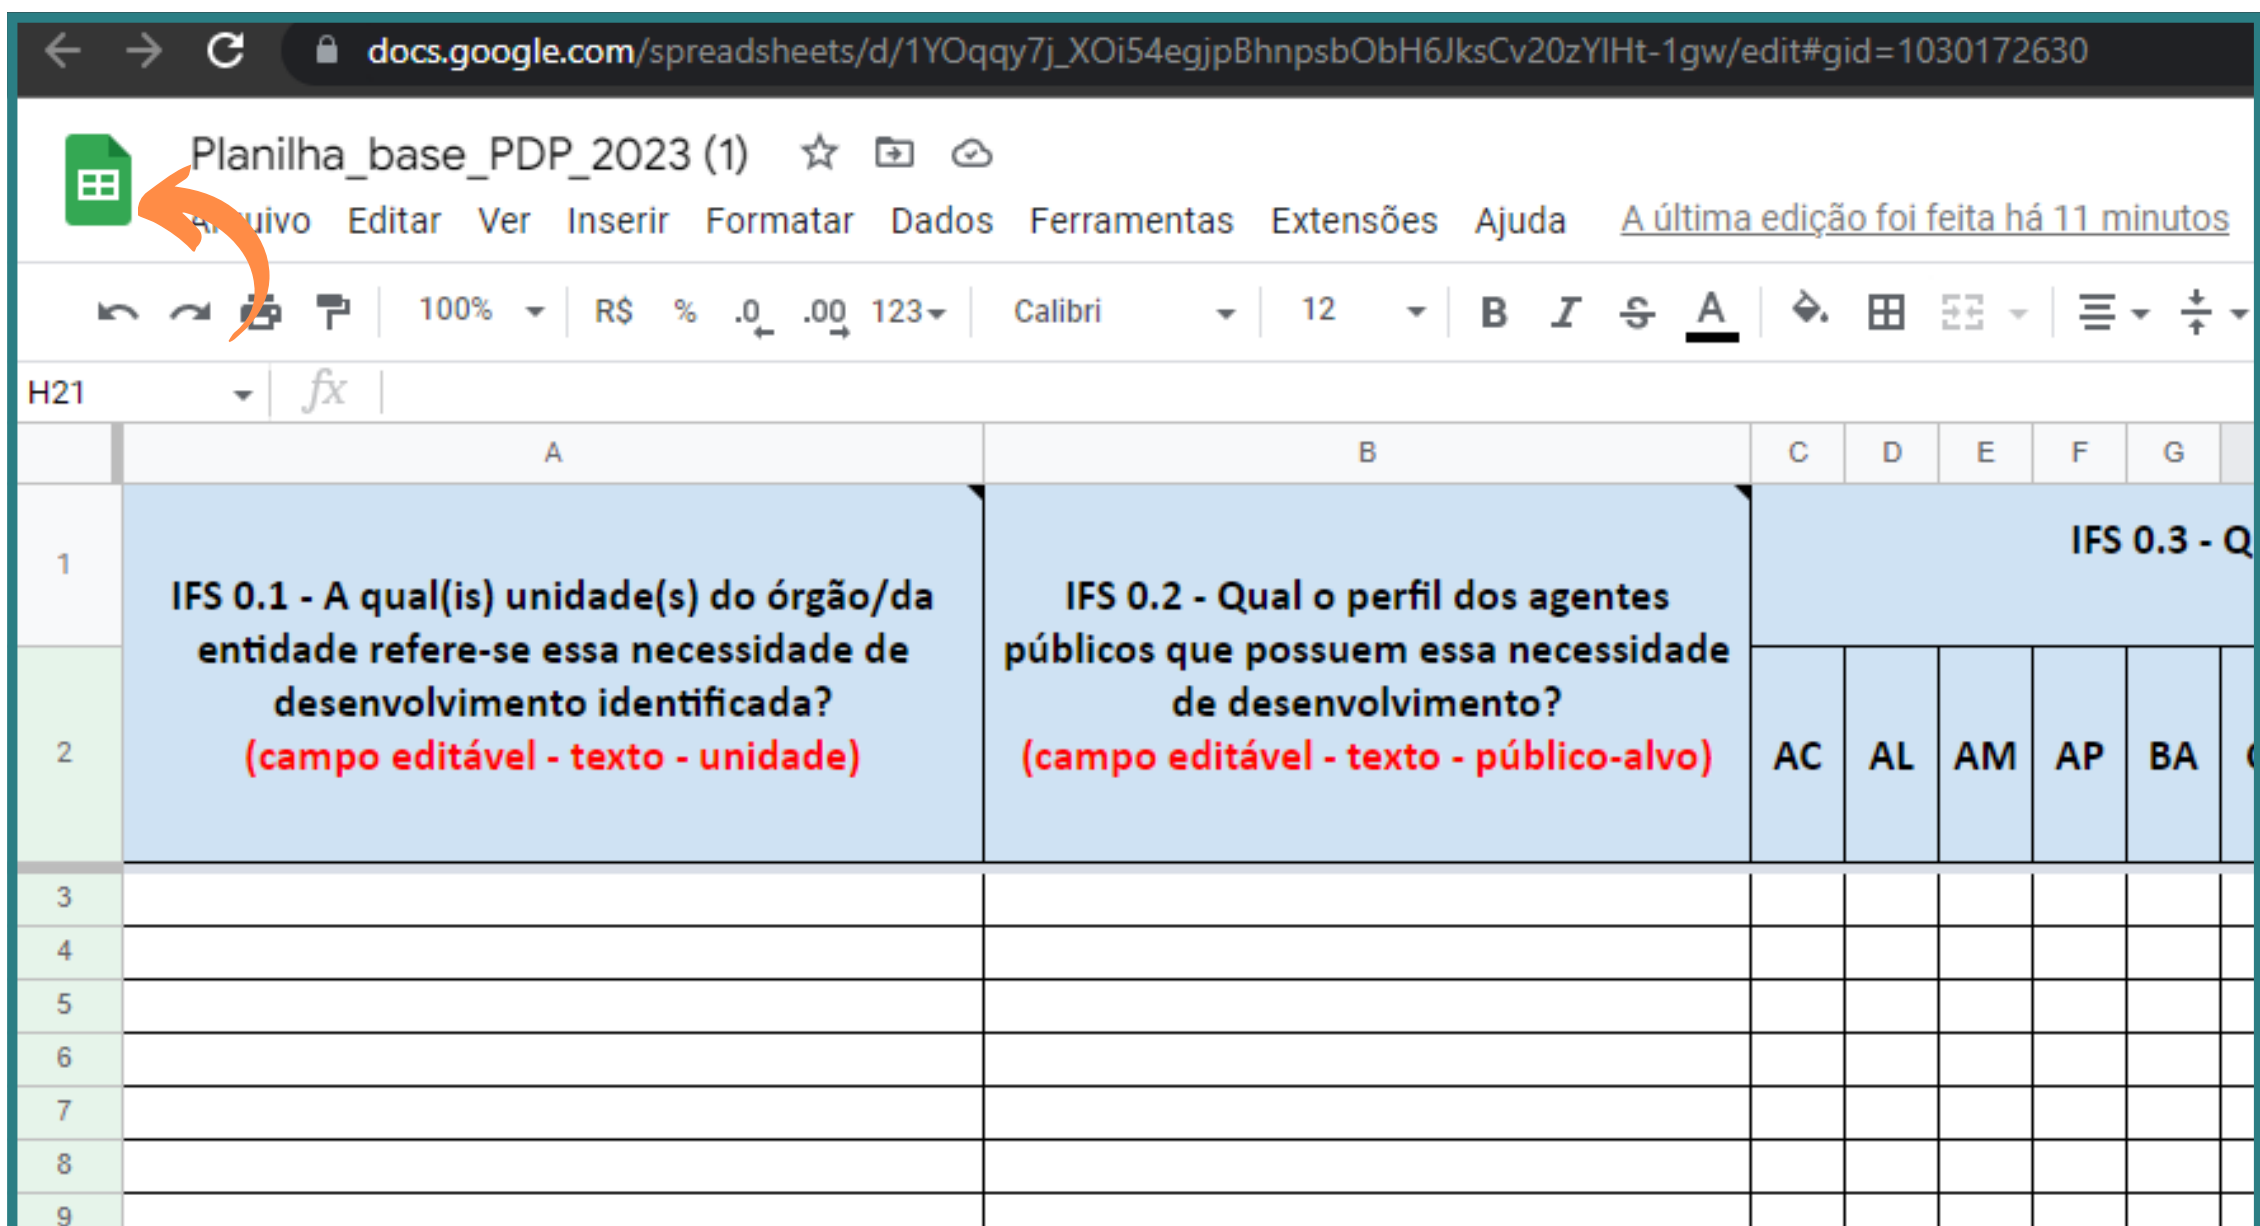 docs.google.com/spreadsheets/d/1YOqqy7j_XOi54egjpBhnpsbObH6JksCv20zYlHt-1gw/edit#gid=1030172630
Planilha_base_PDP_2023 (1)
Arquivo Editar Ver Inserir Formatar Dados Ferramentas Extensões Ajuda A última edição foi feita há 11 minutos
100% R$ % .0 .00 123 Calibri 12 B I S A
H21 fx
A B C D E F G
1
IFS 0.1 - A qual(is) unidade(s) do órgão/da
entidade refere-se essa necessidade de
desenvolvimento identificada?
(campo editável - texto - unidade)
IFS 0.2 - Qual o perfil dos agentes
públicos que possuem essa necessidade
de desenvolvimento?
(campo editável - texto - público-alvo)
IFS 0.3 - Q
2
AC AL AM AP BA
3
4
5
6
7
8
9